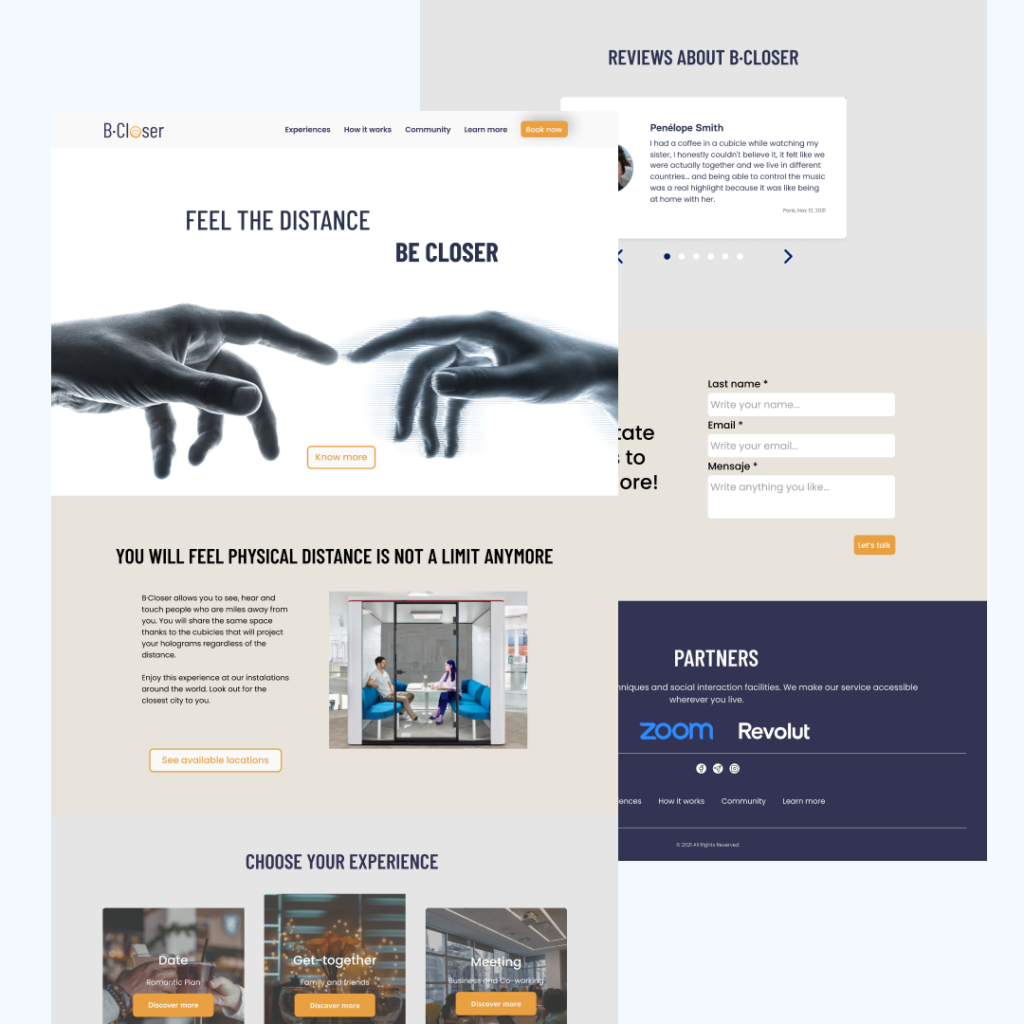 REVIEWS ABOUT B·CLOSER
Penélope Smith
I had a coffee in a cubicle while watching my
sister, I honestly couldn't believe it, it felt like we
were actually together and we live in different
countries... and being able to control the music
was a real highlight because it was like being
at home with her.
Paris, Nov 12, 2021
B·Closer
Experiences How it works Community Learn more Book now
FEEL THE DISTANCE
BE CLOSER
Know more
YOU WILL FEEL PHYSICAL DISTANCE IS NOT A LIMIT ANYMORE
B·Closer allows you to see, hear and
touch people who are miles away from
you. You will share the same space
thanks to the cubicles that will project
your holograms regardless of the
distance.
Enjoy this experience at our instalations
around the world. Look out for the
closest city to you.
See available locations
CHOOSE YOUR EXPERIENCE
Date
Romantic Plan
Discover more
Get-together
Family and friends
Discover more
Meeting
Business and Co-working
Discover more
to
Last name *
Write your name...
Email *
Write your email...
Mensaje *
Write anything you like...
Let's talk
PARTNERS
and social interaction facilities. We make our service accessible
wherever you live.
zoom Revolut
How it works Community Learn more
© 2021 All Rights Reserved